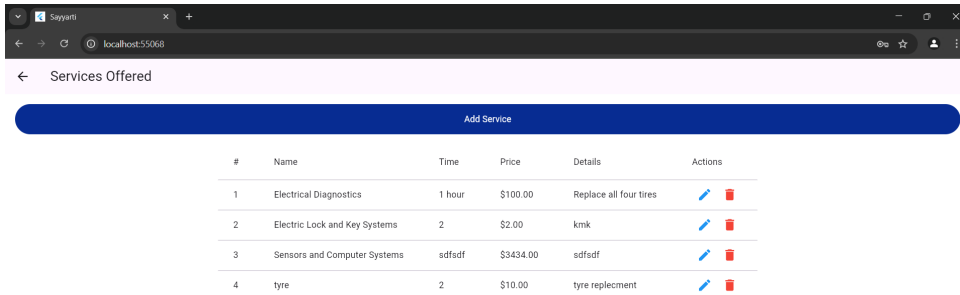 Sayyarti
localhost:55068
Services Offered
Add Service
# Name Time Price Details Actions
1 Electrical Diagnostics 1 hour $100.00 Replace all four tires
2 Electric Lock and Key Systems 2 $2.00 kmk
3 Sensors and Computer Systems sdfsdf $3434.00 sdfsdf
4 tyre 2 $10.00 tyre replecment